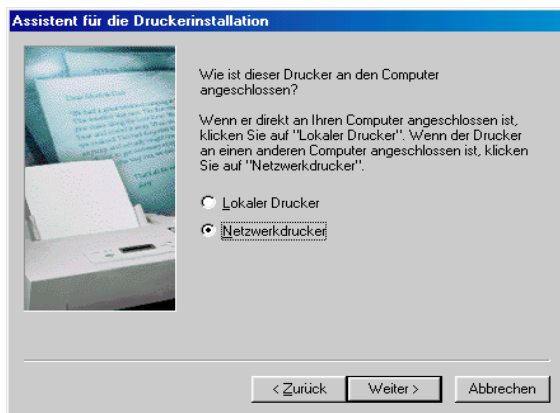 Assistent für die Druckerinstallation
Wie ist dieser Drucker an den Computer
angeschlossen?
Wenn er direkt an Ihren Computer angeschlossen ist,
klicken Sie auf "Lokaler Drucker". Wenn der Drucker
an einen anderen Computer angeschlossen ist, klicken
Sie auf "Netzwerkdrucker".
Lokaler Drucker
Netzwerkdrucker
< Zurück
Weiter >
Abbrechen